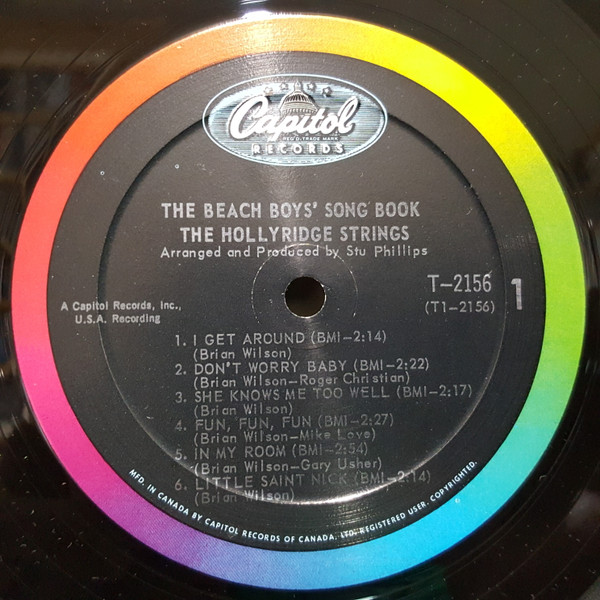 Capitol
REG'D. TRADE MARK
RECORDS
THE BEACH BOYS' SONG BOOK
THE HOLLYRIDGE STRINGS
Arranged and Produced by Stu Phillips
T-2156
1
(T1-2156)
A Capitol Records, Inc.,
U.S.A. Recording
1. I GET AROUND (BMI-2:14)
(Brian Wilson)
2. DON'T WORRY BABY (BMI-2:22)
(Brian Wilson-Roger Christian)
3. SHE KNOWS ME TOO WELL (BMI-2:17)
(Brian Wilson)
4. FUN, FUN, FUN (BMI-2:27)
(Brian Wilson-Mike Love)
5. IN MY ROOM (BMI-2:54)
(Brian Wilson-Gary Usher)
6. LITTLE SAINT NICK (BMI-2:14)
(Brian Wilson)
MFD. IN CANADA BY CAPITOL RECORDS OF CANADA, LTD. REGISTERED USER. COPYRIGHTED.